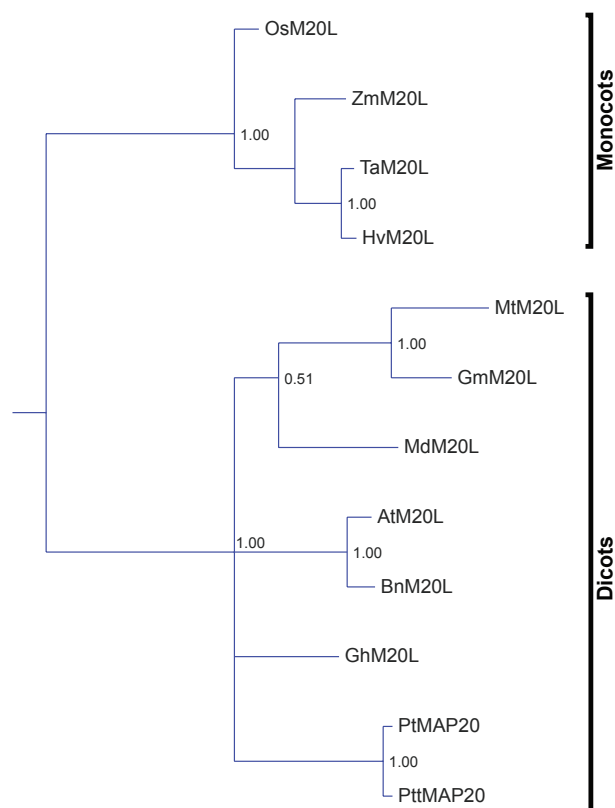 OsM20L
ZmM20L
1.00
TaM20L
1.00
HvM20L
Monocots
MtM20L
1.00
GmM20L
0.51
MdM20L
AtM20L
1.00
1.00
BnM20L
GhM20L
PtMAP20
1.00
PttMAP20
Dicots